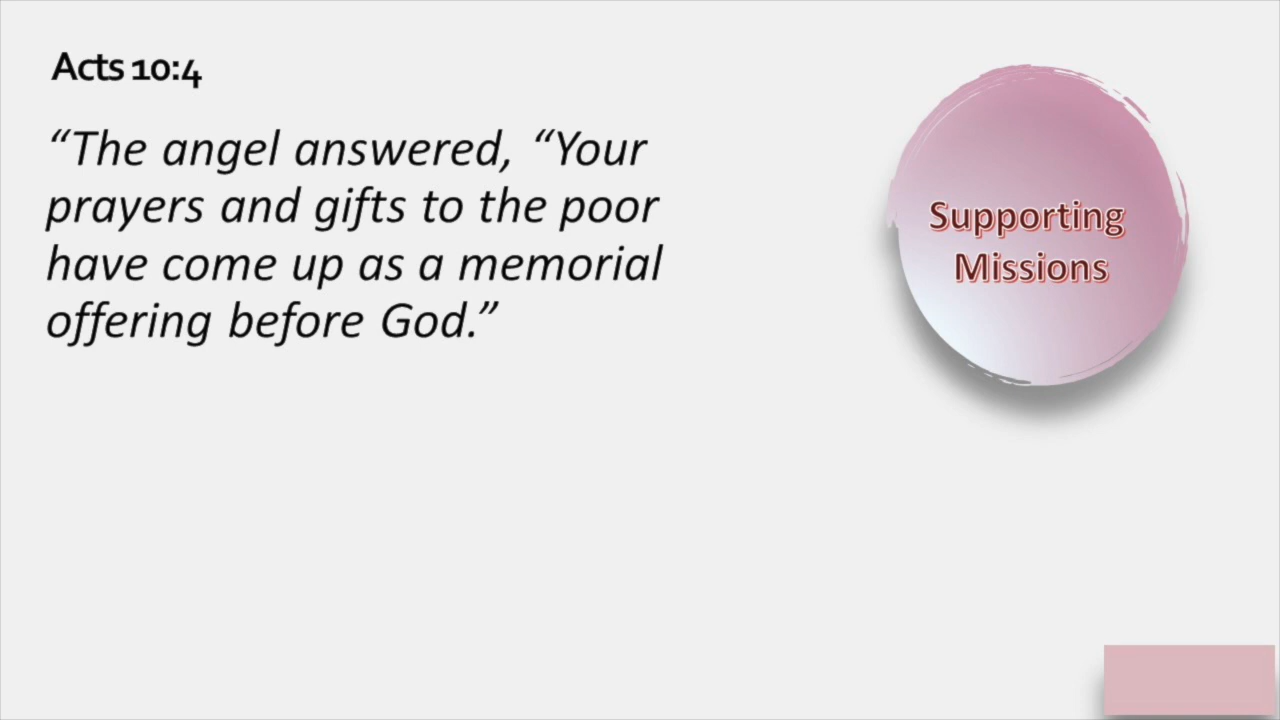 Acts 10:4
“The angel answered, “Your
prayers and gifts to the poor
have come up as a memorial
offering before God.”
Supporting
Missions